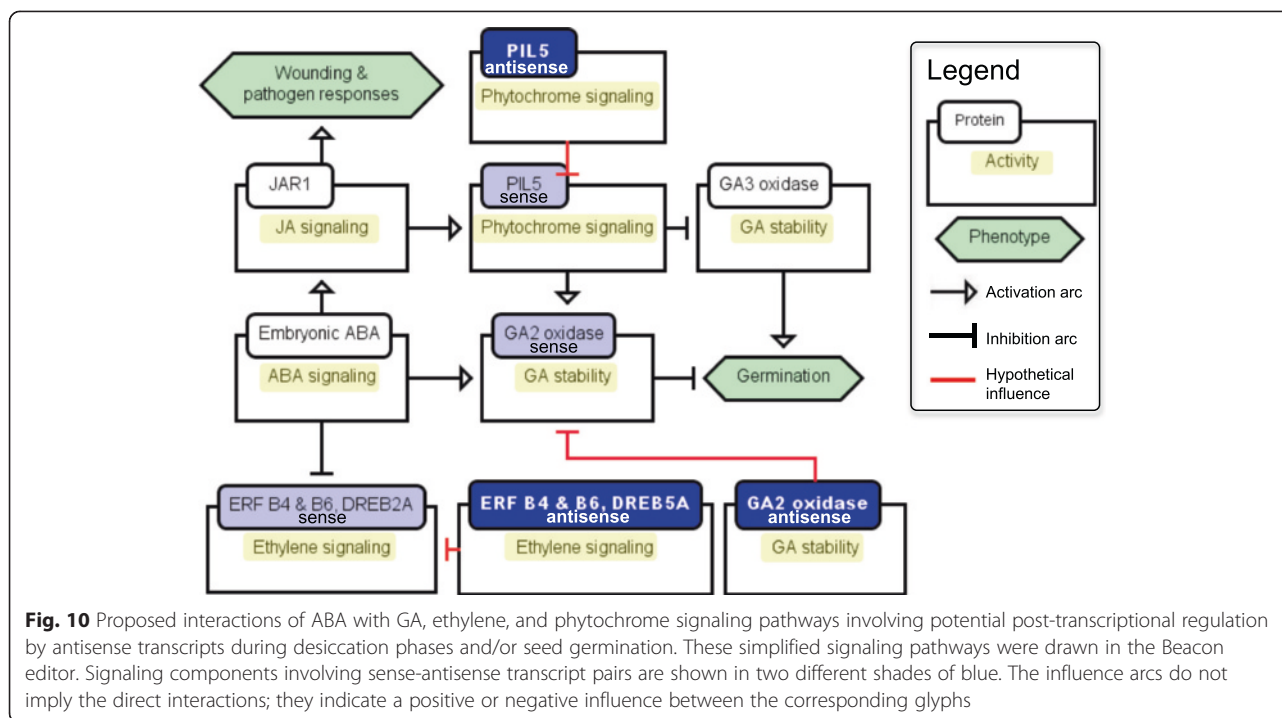 Wounding &
pathogen responses
PIL5
antisense
Phytochrome signaling
JAR1
JA signaling
PIL5
sense
Phytochrome signaling
GA3 oxidase
GA stability
Embryonic ABA
ABA signaling
GA2 oxidase
sense
GA stability
Germination
ERF B4 & B6, DREB2A
sense
Ethylene signaling
ERF B4 & B6, DREB5A
antisense
Ethylene signaling
GA2 oxidase
antisense
GA stability
Legend
Protein
Activity
Phenotype
Activation arc
Inhibition arc
Hypothetical
influence
Fig. 10 Proposed interactions of ABA with GA, ethylene, and phytochrome signaling pathways involving potential post-transcriptional regulation
by antisense transcripts during desiccation phases and/or seed germination. These simplified signaling pathways were drawn in the Beacon
editor. Signaling components involving sense-antisense transcript pairs are shown in two different shades of blue. The influence arcs do not
imply the direct interactions; they indicate a positive or negative influence between the corresponding glyphs